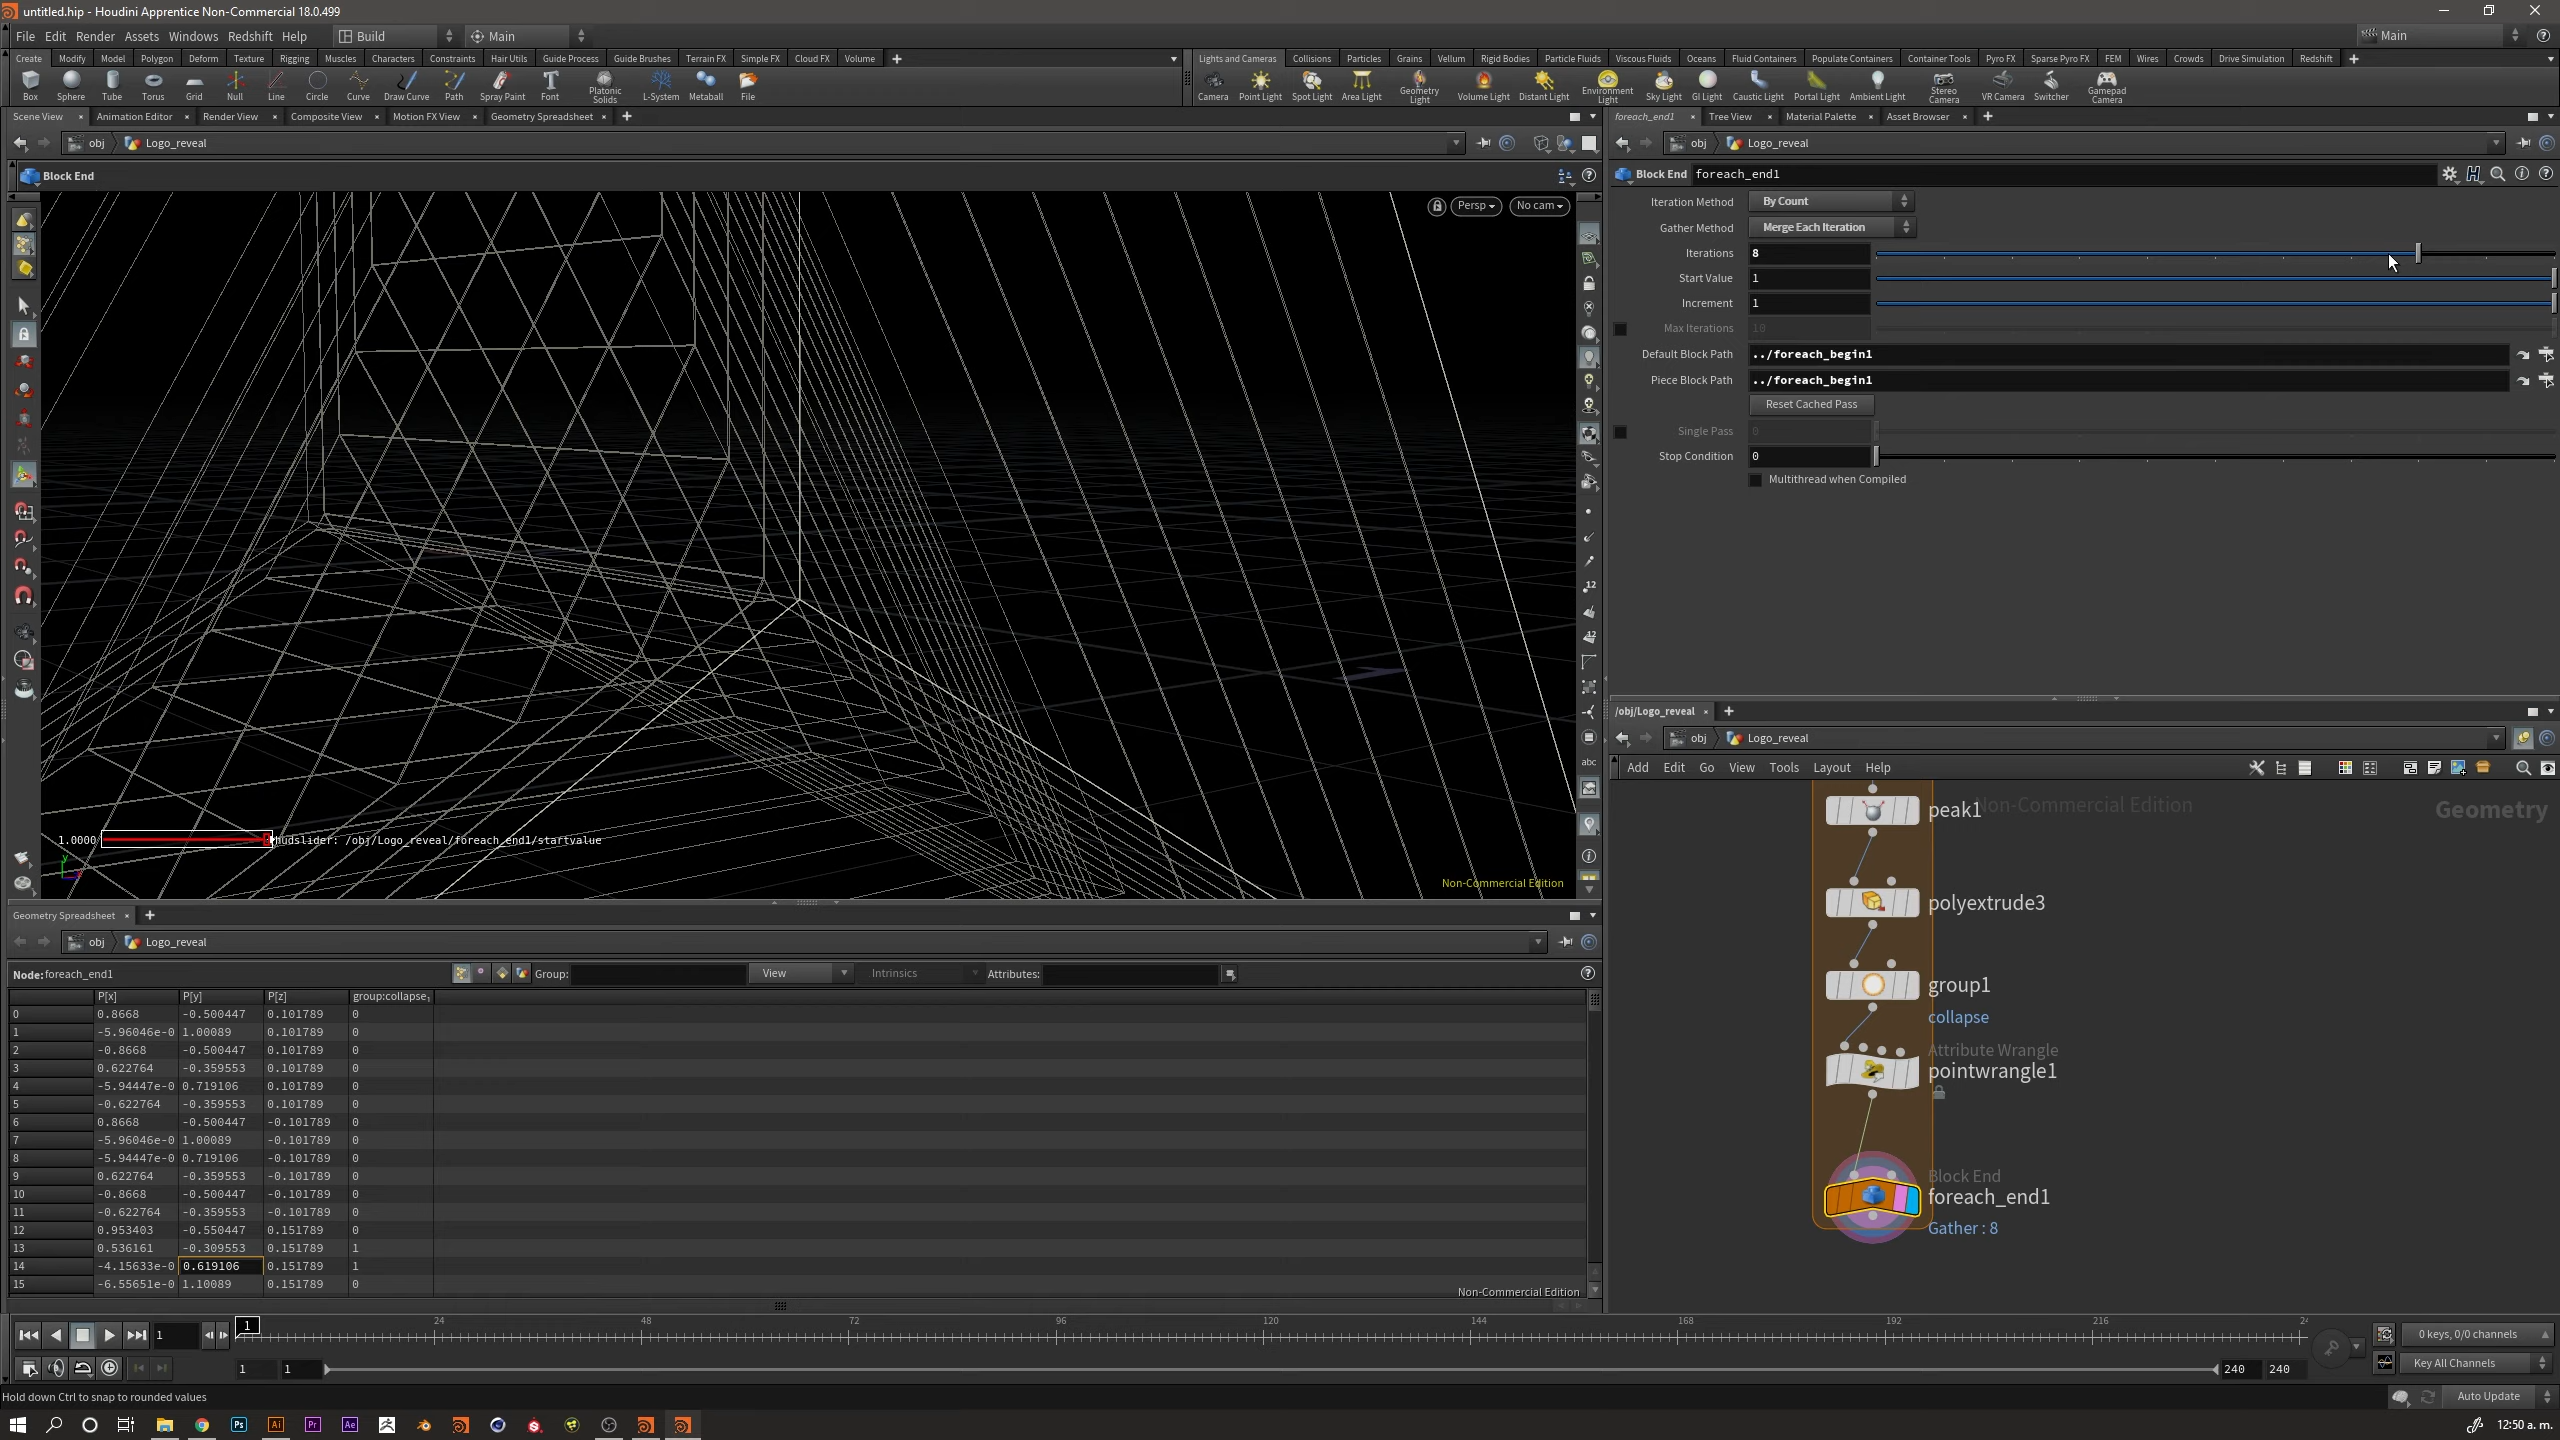 untitled.hip - Houdini Apprentice Non-Commercial 18.0.499
File Edit Render Assets Windows Redshift Help Build Main Main
Create Modify Model Polygon Deform Texture Rigging Muscles Characters Constraints Hair Utils Guide Process Guide Brushes Terrain FX Simple FX Cloud FX Volume
Lights and Cameras Collisions Particles Grains Vellum Rigid Bodies Particle Fluids Viscous Fluids Oceans Fluid Containers Populate Containers Container Tools Pyro FX Sparse Pyro FX FEM Wires Crowds Drive Simulation Redshift
Box Sphere Tube Torus Grid Null Line Circle Curve Draw Curve Path Spray Paint Font Platonic Solids L-System Metaball File
Camera Point Light Spot Light Area Light Geometry Light Volume Light Distant Light Environment Light Sky Light GI Light Caustic Light Portal Light Ambient Light Stereo Camera VR Camera Switcher Gamepad Camera
Scene View Animation Editor Render View Composite View Motion FX View Geometry Spreadsheet
foreach_end1 Tree View Material Palette Asset Browser
obj Logo_reveal
obj Logo_reveal
Block End
Block End foreach_end1
Persp No cam
Iteration Method By Count
Gather Method Merge Each Iteration
Iterations 8
Start Value 1
Increment 1
Max Iterations 10
Default Block Path ../foreach_begin1
Piece Block Path ../foreach_begin1
Reset Cached Pass
Single Pass 0
Stop Condition 0
Multithread when Compiled
12
12
abc
1.0000 hudslider: /obj/Logo_reveal/foreach_end1/startvalue
y
Non-Commercial Edition
/obj/Logo_reveal
obj Logo_reveal
Add Edit Go View Tools Layout Help
Non-Commercial Edition
Geometry
peak1
polyextrude3
group1
collapse
Attribute Wrangle
pointwrangle1
Block End
foreach_end1
Gather : 8
Geometry Spreadsheet
obj Logo_reveal
Node: foreach_end1 Group: View Intrinsics Attributes:
P[x] P[y] P[z] group:collapse
0 0.8668 -0.500447 0.101789 0
1 -5.96046e-0 1.00089 0.101789 0
2 -0.8668 -0.500447 0.101789 0
3 0.622764 -0.359553 0.101789 0
4 -5.94447e-0 0.719106 0.101789 0
5 -0.622764 -0.359553 0.101789 0
6 0.8668 -0.500447 -0.101789 0
7 -5.96046e-0 1.00089 -0.101789 0
8 -5.94447e-0 0.719106 -0.101789 0
9 0.622764 -0.359553 -0.101789 0
10 -0.8668 -0.500447 -0.101789 0
11 -0.622764 -0.359553 -0.101789 0
12 0.953403 -0.550447 0.151789 0
13 0.536161 -0.309553 0.151789 1
14 -4.15633e-0 0.619106 0.151789 1
15 -6.55651e-0 1.10089 0.151789 0
Non-Commercial Edition
1 1 24 48 72 96 120 144 168 192 216 24
0 keys, 0/0 channels
1 1 240 240 Key All Channels
Hold down Ctrl to snap to rounded values
Auto Update
Ps Ai Pr Ae
12:50 a. m.